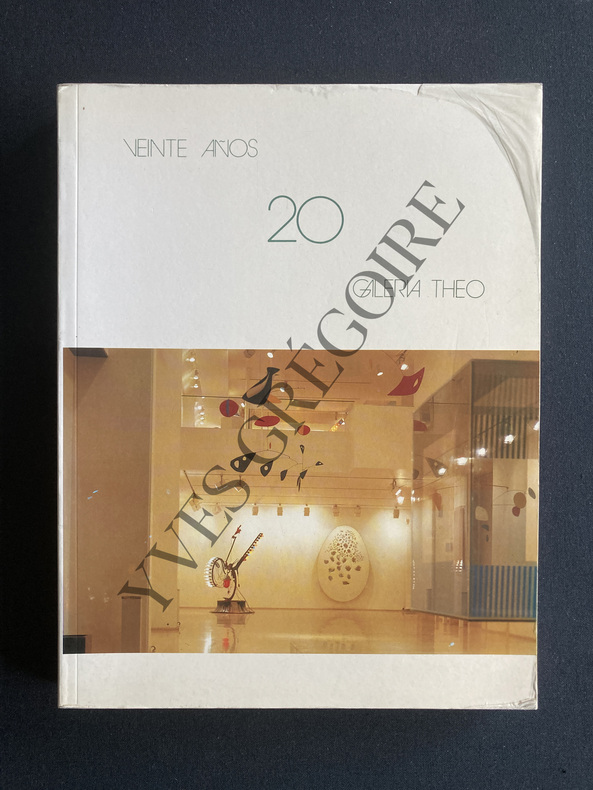 VEINTE AÑOS
20
GALERIA THEO
YVES GRÉGOIRE